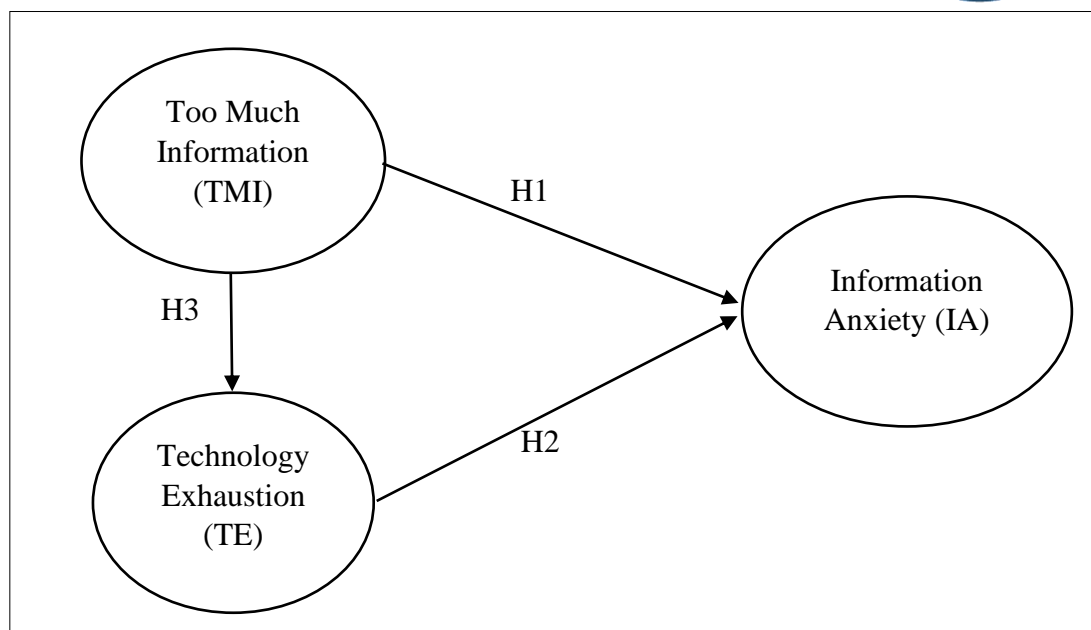 Too Much
Information
(TMI)
H1
Information
Anxiety (IA)
H3
Technology
Exhaustion
(TE)
H2